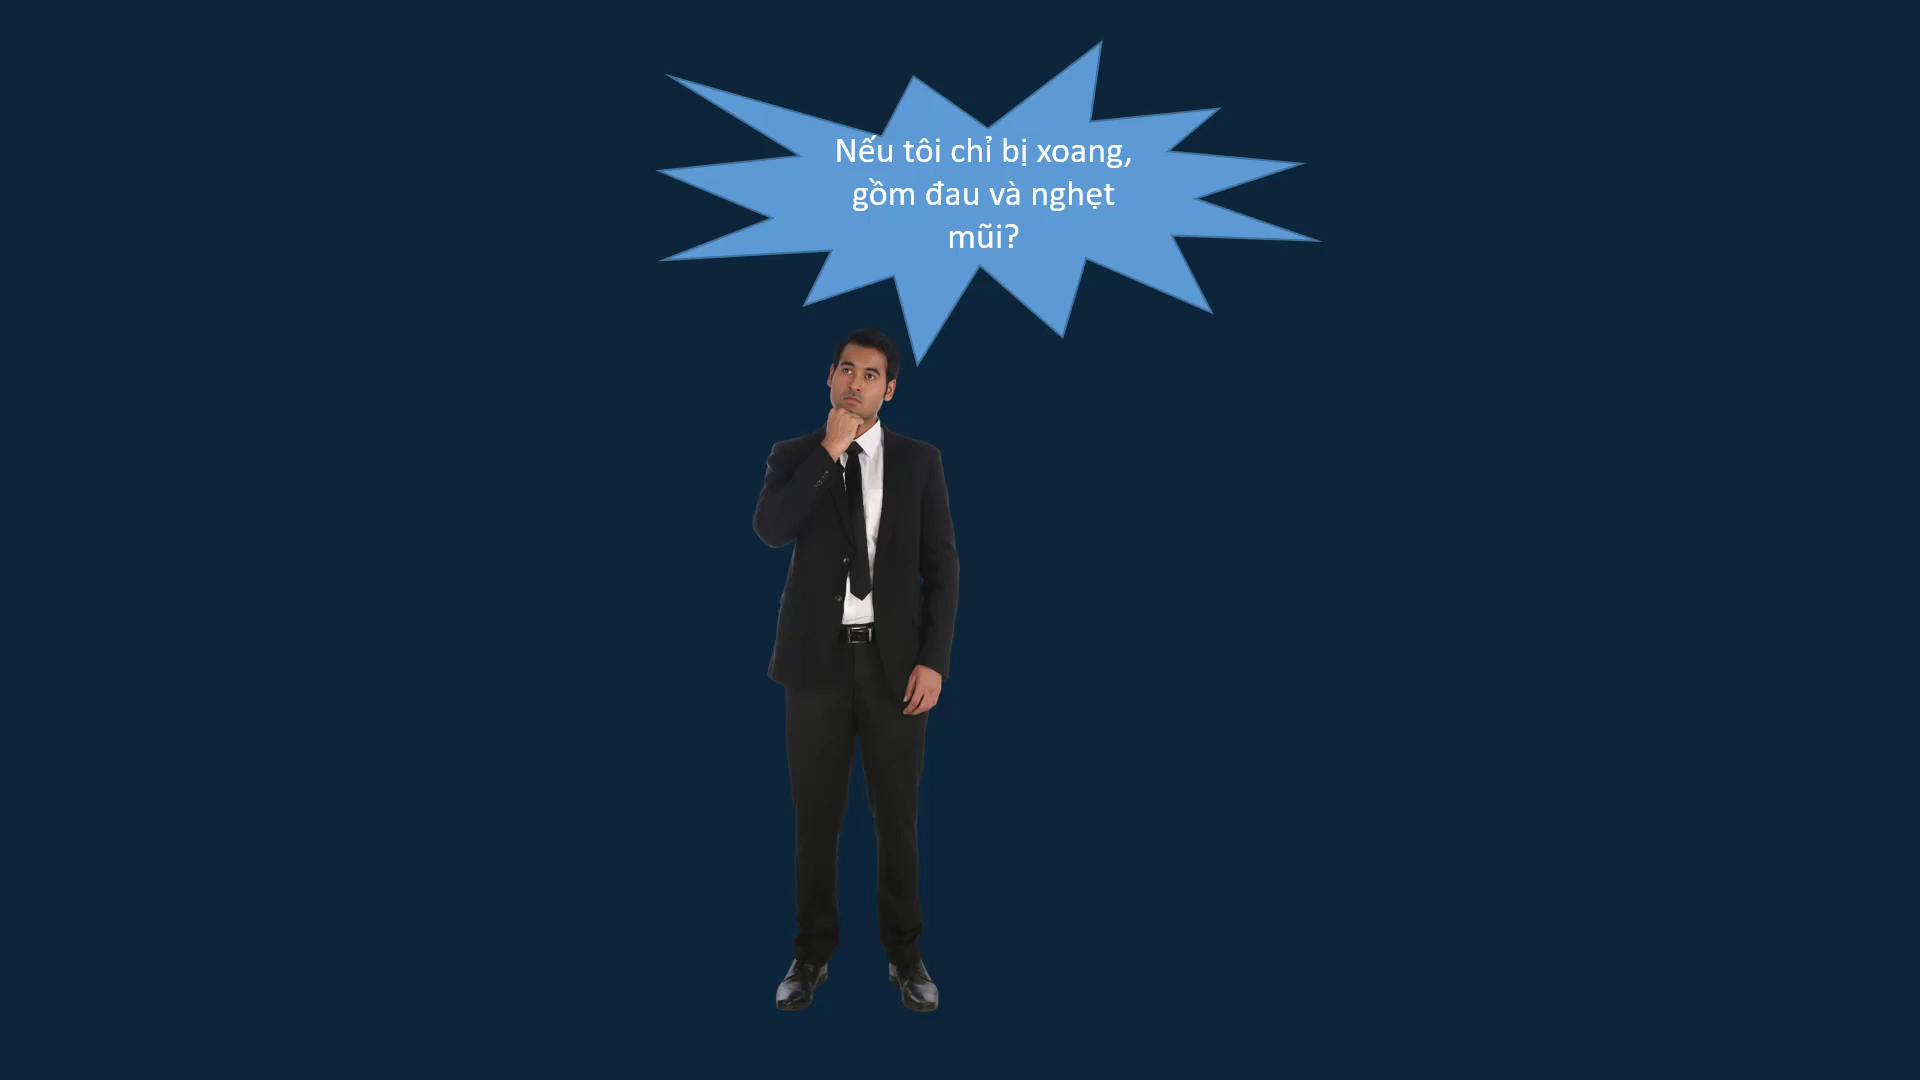 Nếu tôi chỉ bị xoang,
gồm đau và nghẹt
mũi?